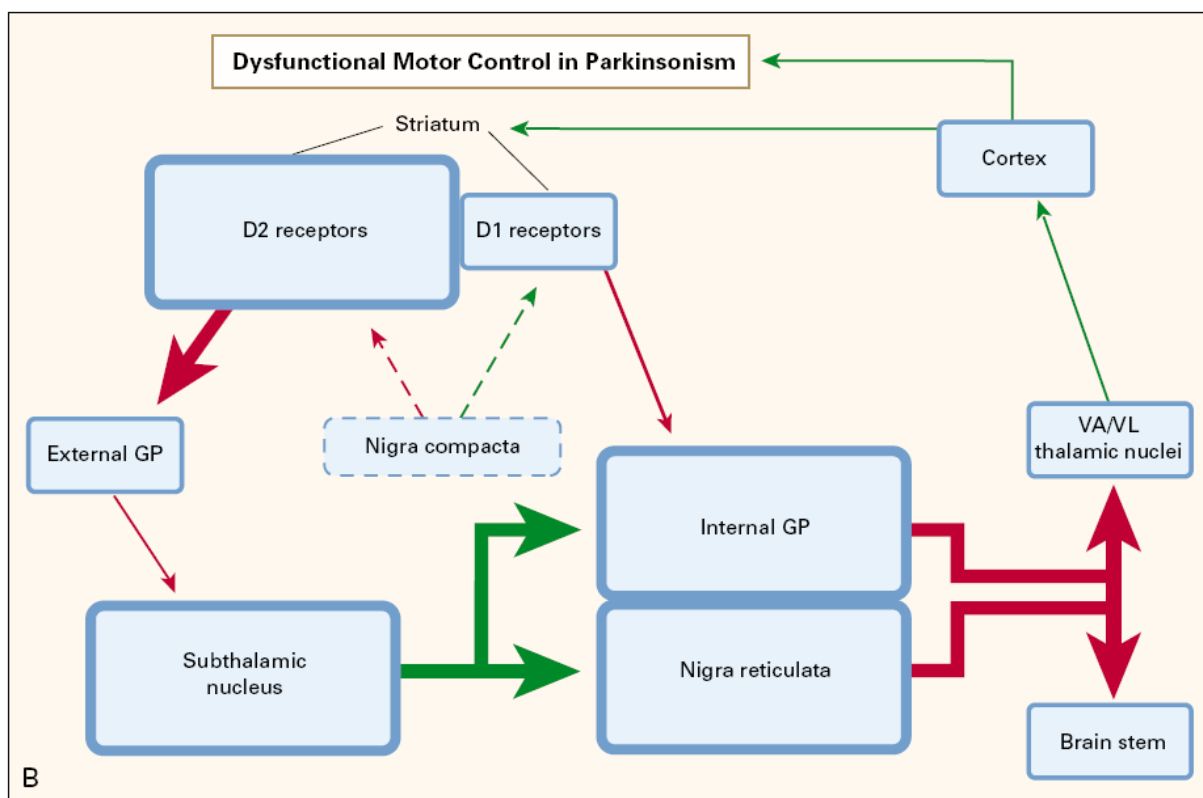 Dysfunctional Motor Control in Parkinsonism
Striatum
Cortex
D2 receptors
D1 receptors
External GP
Nigra compacta
VA/VL
thalamic nuclei
Internal GP
Subthalamic
nucleus
Nigra reticulata
Brain stem
B